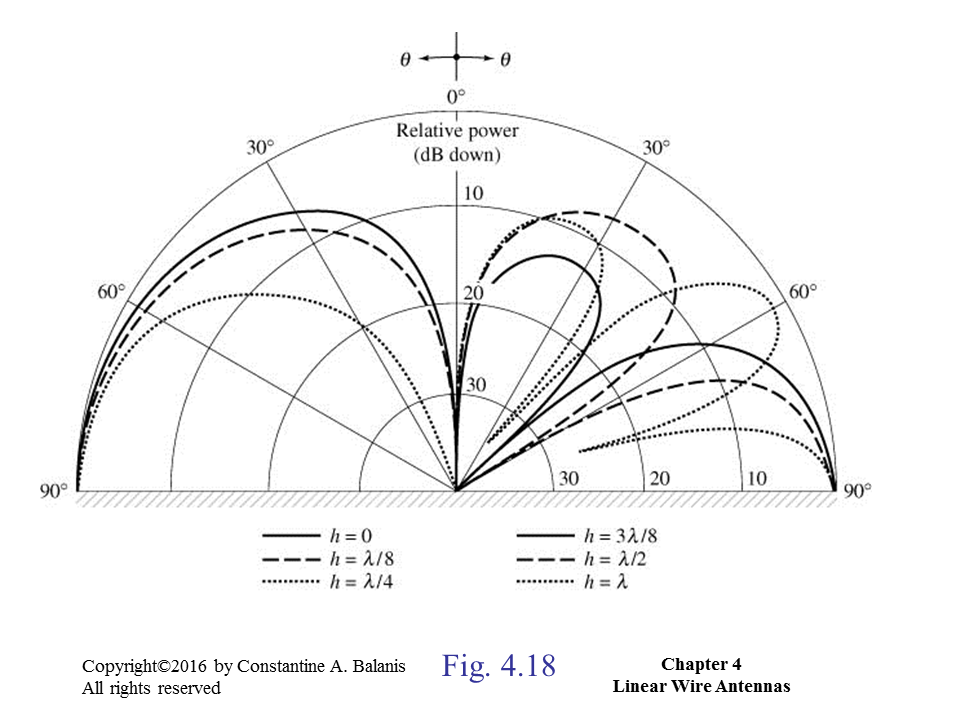 θ θ
0°
Relative power
(dB down)
30° 30°
10
60° 20 60°
30
90° 30 20 10 90°
h = 0 h = 3λ/8
h = λ/8 h = λ/2
h = λ/4 h = λ
Copyright©2016 by Constantine A. Balanis
All rights reserved
Fig. 4.18
Chapter 4
Linear Wire Antennas